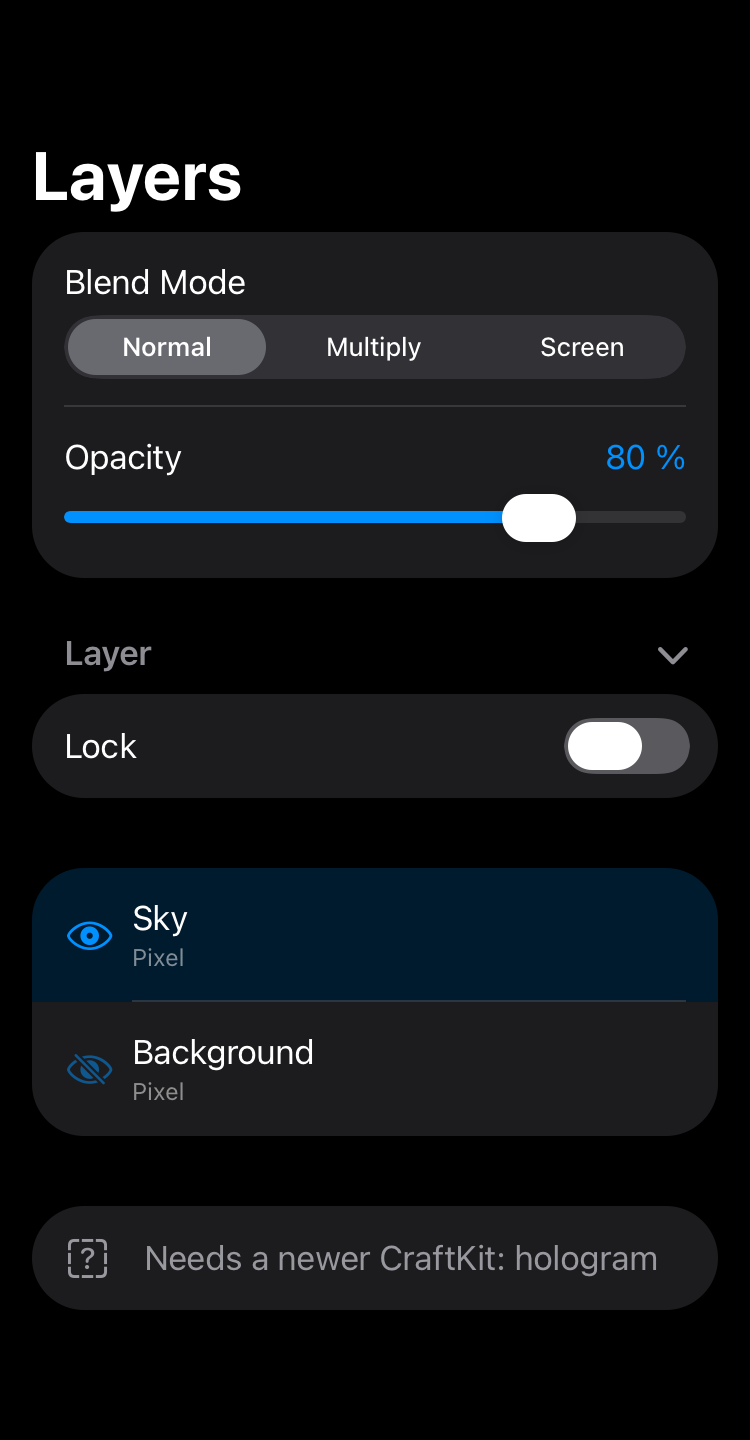 Layers
Blend Mode
Normal Multiply Screen
Opacity 80 %
Layer
Lock
Sky
Pixel
Background
Pixel
? Needs a newer CraftKit: hologram